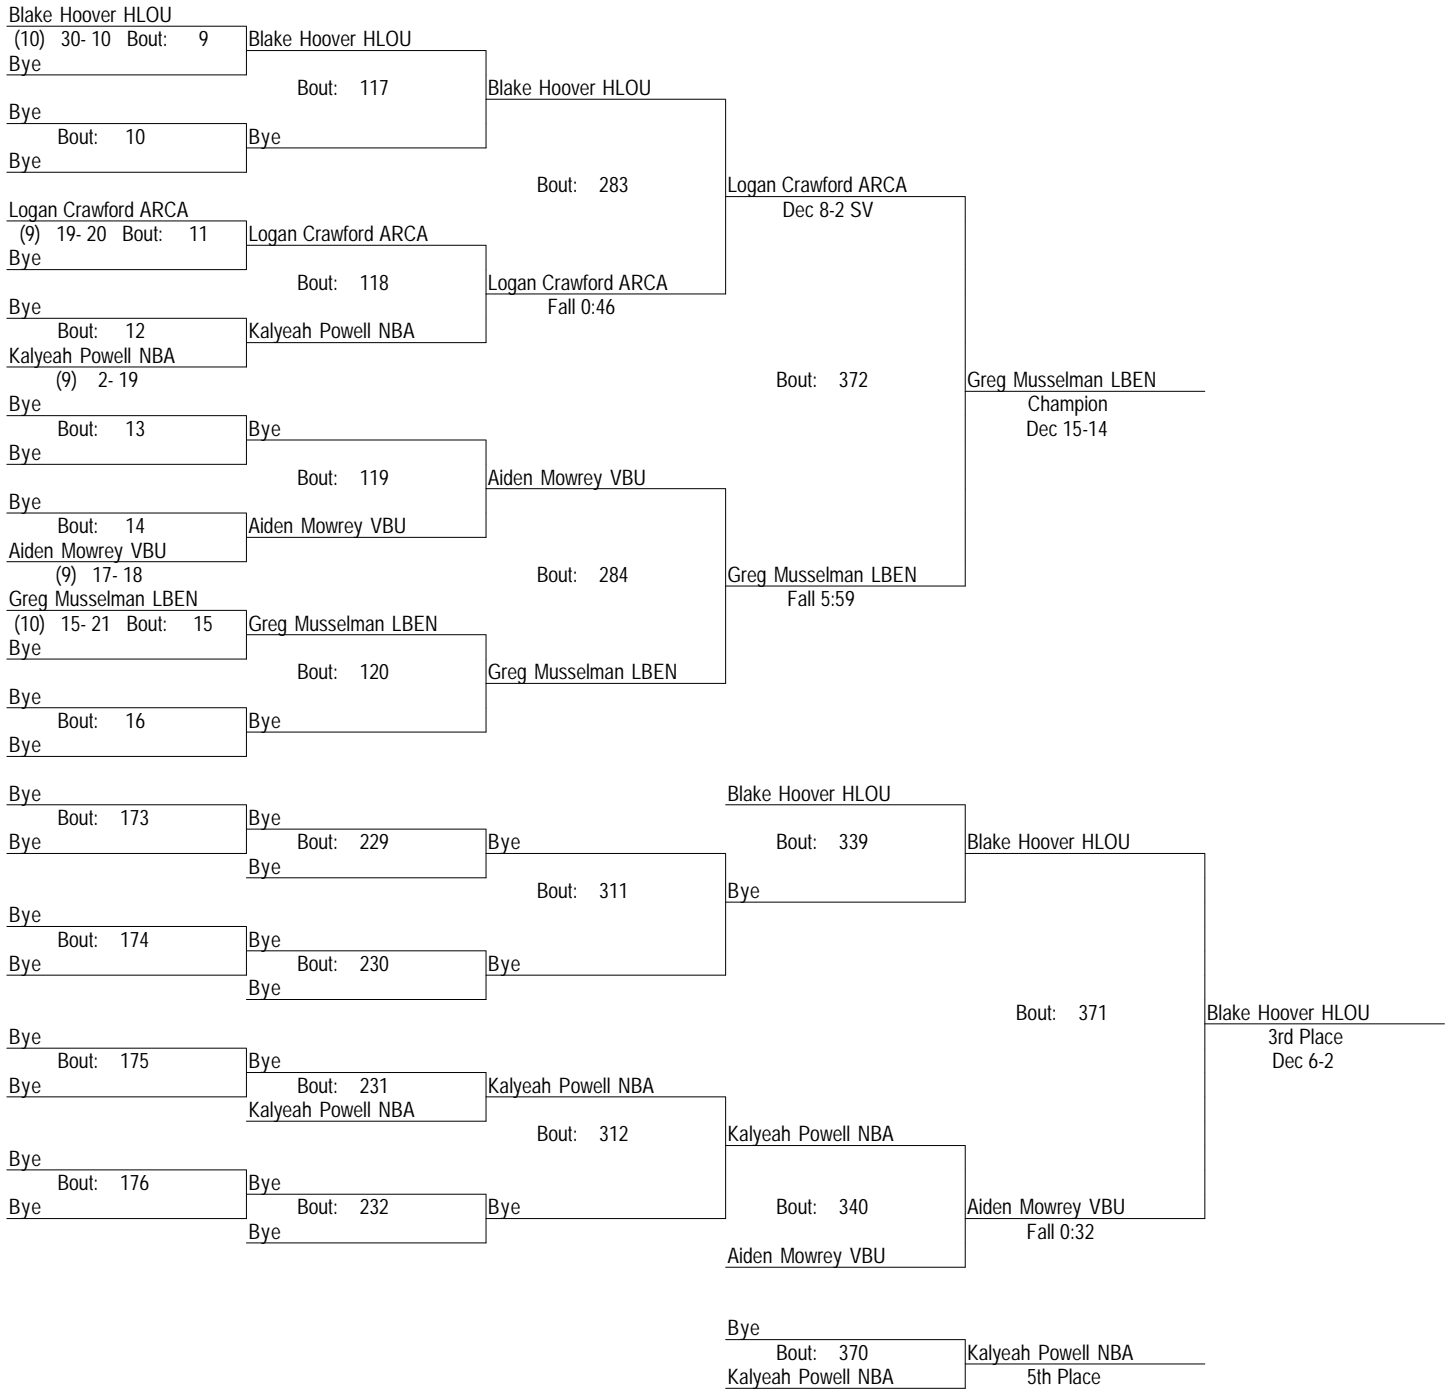 Blake Hoover HLOU
(10) 30- 10 Bout: 9 Blake Hoover HLOU
Bye
Bout: 117 Blake Hoover HLOU
Bye
Bout: 10 Bye
Bye
Bout: 283 Logan Crawford ARCA
Logan Crawford ARCA Dec 8-2 SV
(9) 19- 20 Bout: 11 Logan Crawford ARCA
Bye
Bout: 118 Logan Crawford ARCA
Bye Fall 0:46
Bout: 12 Kalyeah Powell NBA
Kalyeah Powell NBA
(9) 2- 19 Bout: 372 Greg Musselman LBEN
Bye Champion
Bout: 13 Bye Dec 15-14
Bye
Bout: 119 Aiden Mowrey VBU
Bye
Bout: 14 Aiden Mowrey VBU
Aiden Mowrey VBU
(9) 17- 18 Bout: 284 Greg Musselman LBEN
Greg Musselman LBEN Fall 5:59
(10) 15- 21 Bout: 15 Greg Musselman LBEN
Bye
Bout: 120 Greg Musselman LBEN
Bye
Bout: 16 Bye
Bye
Bye Blake Hoover HLOU
Bout: 173 Bye
Bye Bout: 229 Bye Bout: 339 Blake Hoover HLOU
Bye
Bout: 311 Bye
Bye
Bout: 174 Bye
Bye Bout: 230 Bye
Bye
Bout: 371 Blake Hoover HLOU
Bye 3rd Place
Bout: 175 Bye Dec 6-2
Bye Bout: 231 Kalyeah Powell NBA
Kalyeah Powell NBA
Bout: 312 Kalyeah Powell NBA
Bye
Bout: 176 Bye
Bye Bout: 232 Bye Bout: 340 Aiden Mowrey VBU
Bye Fall 0:32
Aiden Mowrey VBU
Bye
Bout: 370 Kalyeah Powell NBA
Kalyeah Powell NBA 5th Place